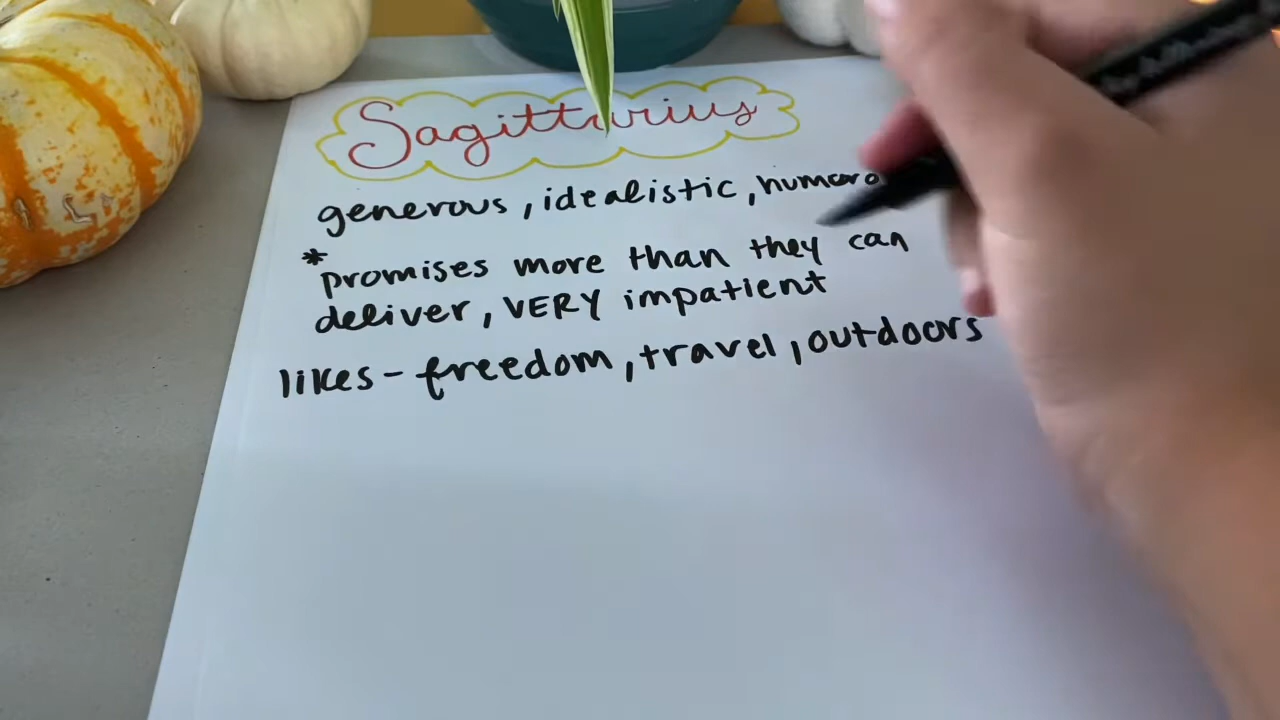 Sagittarius
generous, idealistic,
*promises more than they can
deliver, VERY impatient
likes - freedom, travel, outdoors